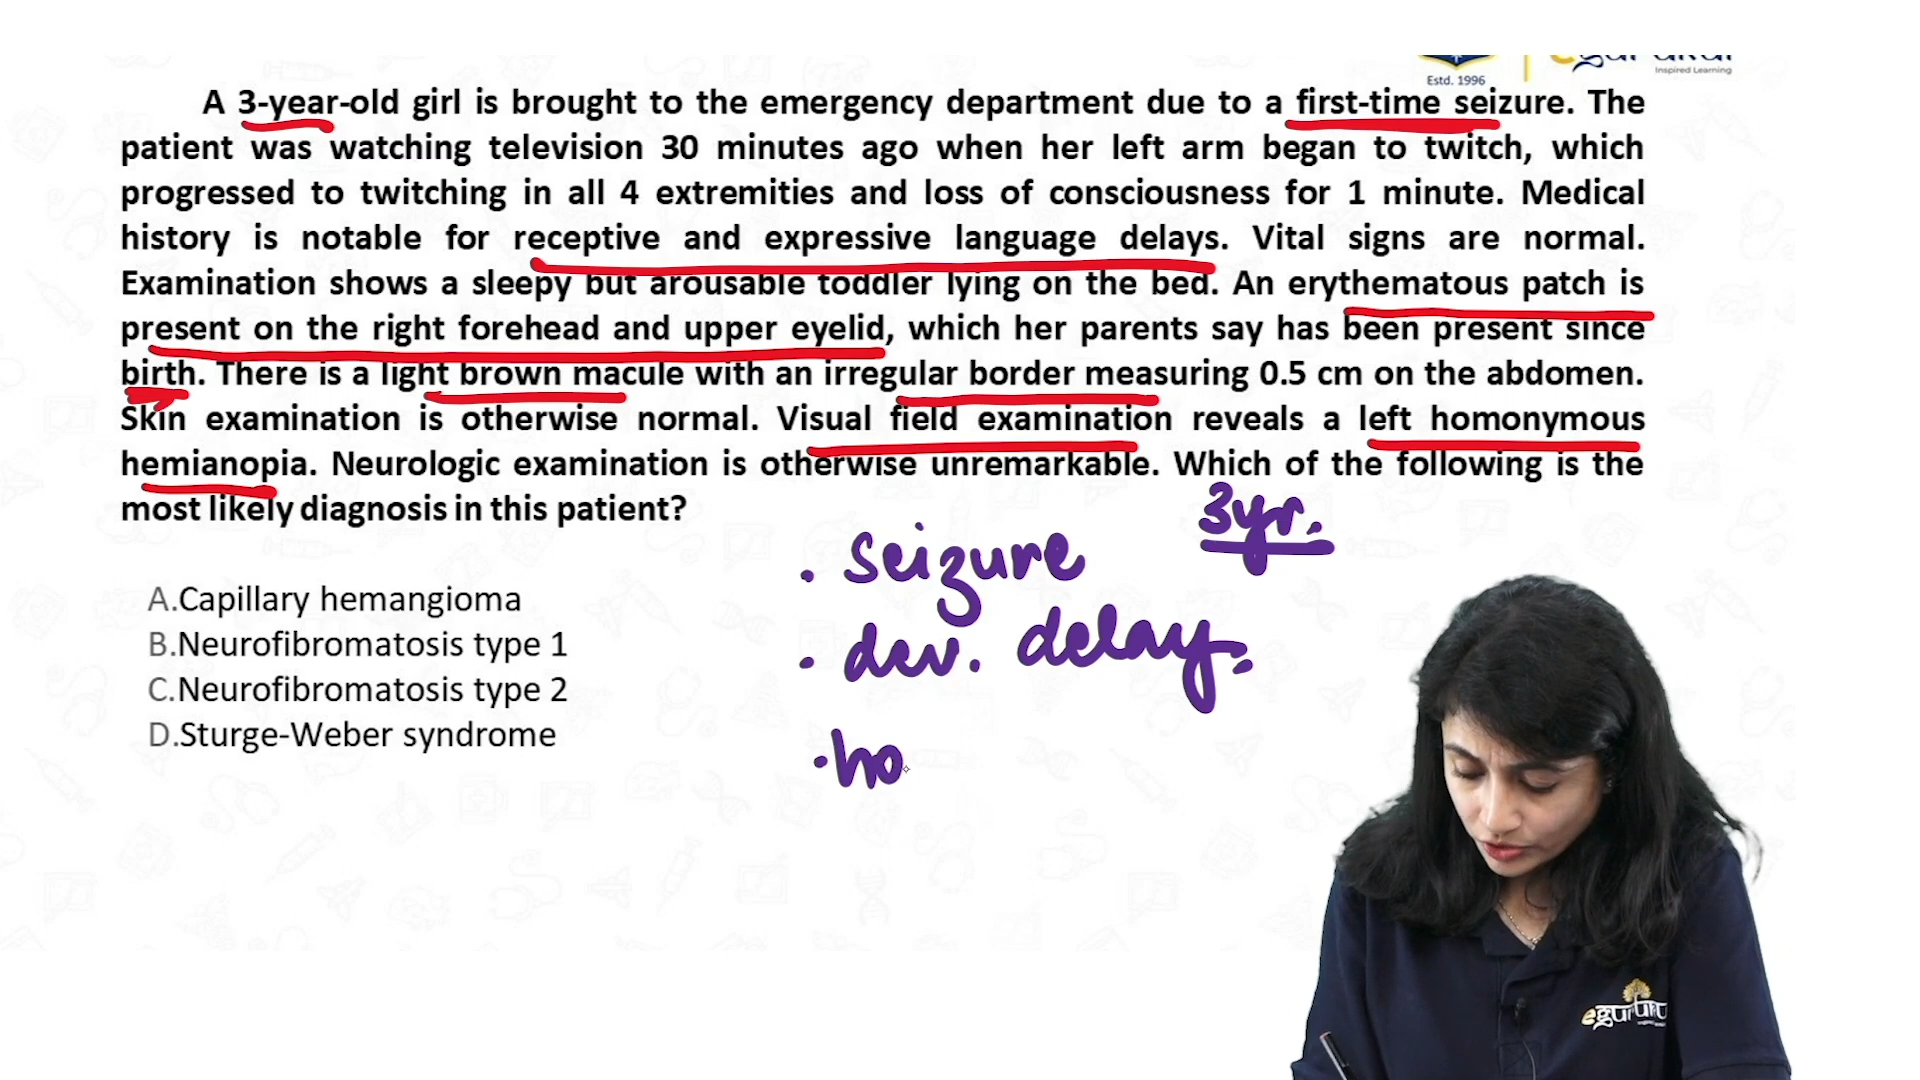 Estd. 1996
Inspired Learning
A 3-year-old girl is brought to the emergency department due to a first-time seizure. The
patient was watching television 30 minutes ago when her left arm began to twitch, which
progressed to twitching in all 4 extremities and loss of consciousness for 1 minute. Medical
history is notable for receptive and expressive language delays. Vital signs are normal.
Examination shows a sleepy but arousable toddler lying on the bed. An erythematous patch is
present on the right forehead and upper eyelid, which her parents say has been present since
birth. There is a light brown macule with an irregular border measuring 0.5 cm on the abdomen.
Skin examination is otherwise normal. Visual field examination reveals a left homonymous
hemianopia. Neurologic examination is otherwise unremarkable. Which of the following is the
most likely diagnosis in this patient?
3yr.
• seizure
• dev. delay.
• ho
A.Capillary hemangioma
B.Neurofibromatosis type 1
C.Neurofibromatosis type 2
D.Sturge-Weber syndrome